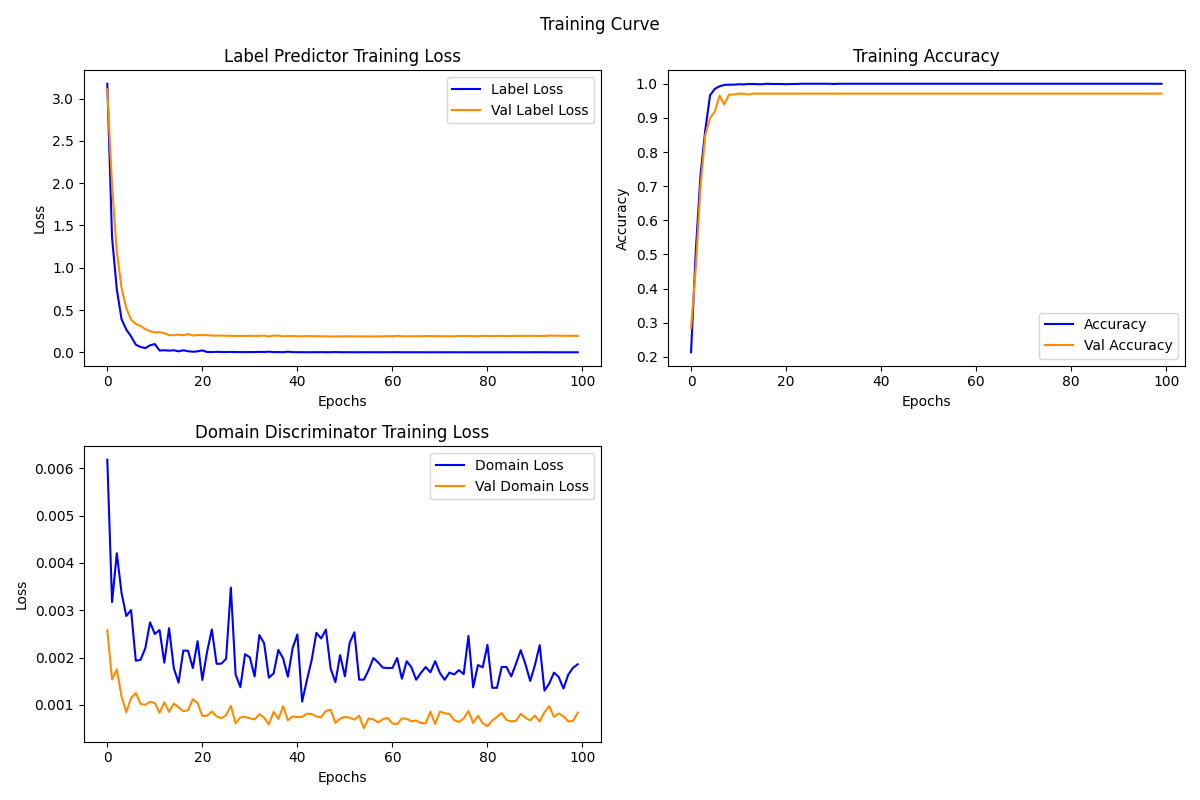 Training Curve
Label Predictor Training Loss
Loss
3.0
2.5
2.0
1.5
1.0
0.5
0.0
0 20 40 60 80 100
Epochs
Label Loss
Val Label Loss
Training Accuracy
Accuracy
1.0
0.9
0.8
0.7
0.6
0.5
0.4
0.3
0.2
0 20 40 60 80 100
Epochs
Accuracy
Val Accuracy
Domain Discriminator Training Loss
Loss
0.006
0.005
0.004
0.003
0.002
0.001
0 20 40 60 80 100
Epochs
Domain Loss
Val Domain Loss